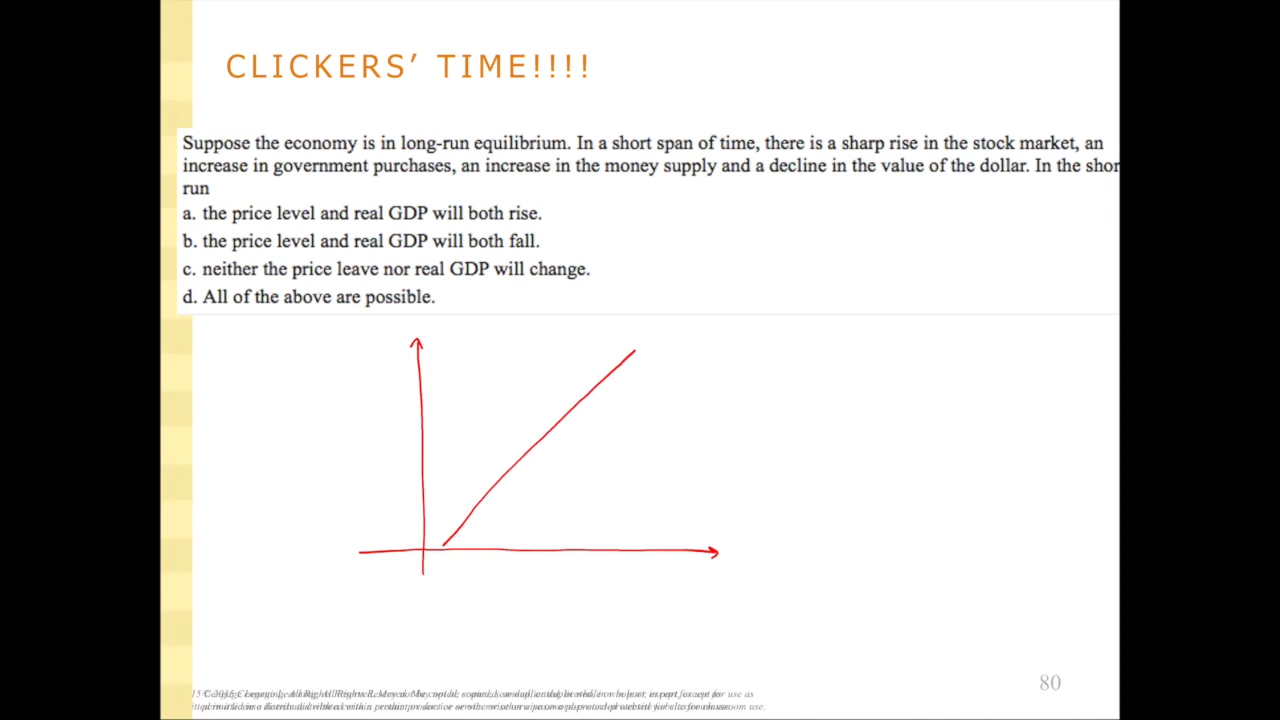 CLICKERS’ TIME!!!!
Suppose the economy is in long-run equilibrium. In a short span of time, there is a sharp rise in the stock market, an
increase in government purchases, an increase in the money supply and a decline in the value of the dollar. In the shor
run
a. the price level and real GDP will both rise.
b. the price level and real GDP will both fall.
c. neither the price leave nor real GDP will change.
d. All of the above are possible.
80